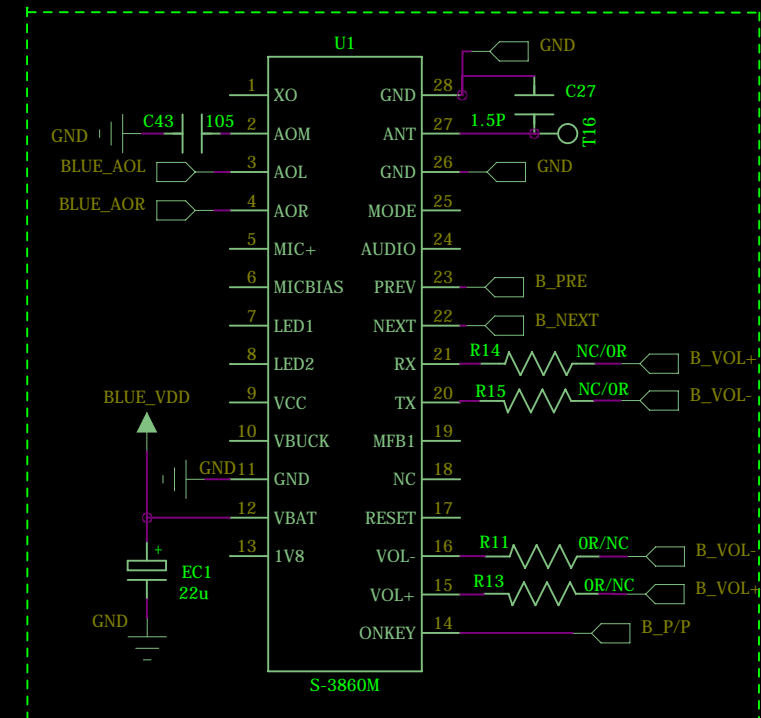 U1
GND
1 XO GND 28
C27
C43 105
1.5P
GND 2 AOM ANT 27
T16
BLUE_AOL 3 AOL GND 26 GND
BLUE_AOR 4 AOR MODE 25
5 MIC+ AUDIO 24
6 MICBIAS PREV 23 B_PRE
7 LED1 NEXT 22 B_NEXT
8 LED2 RX 21 R14 NC/0R B_VOL+
BLUE_VDD
9 VCC TX 20 R15 NC/0R B_VOL-
10 VBUCK MFB1 19
GND 11 GND NC 18
12 VBAT RESET 17
+
13 1V8 VOL- 16 R11 0R/NC B_VOL-
EC1
22u
VOL+ 15 R13 0R/NC B_VOL+
GND
ONKEY 14 B_P/P
S-3860M